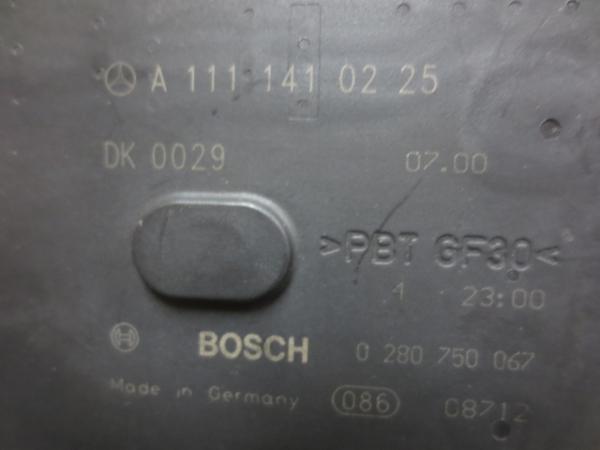 A 111 141 02 25
DK 0029 07.00
>PBT GF30<
4 23:00
BOSCH 0 280 750 067
Made in Germany 086 08712